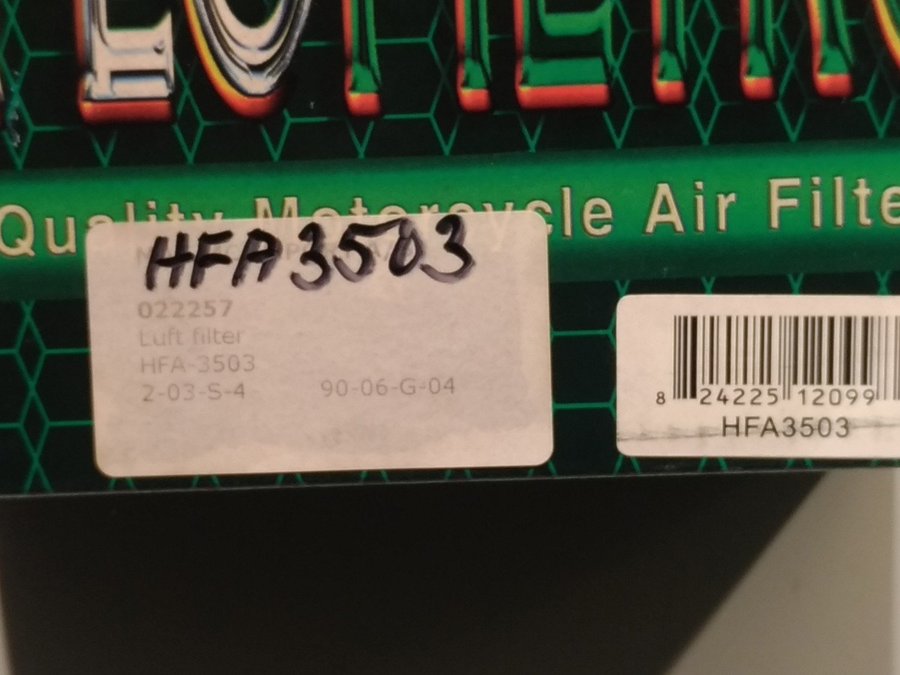 Quality Motorcycle Air Filte
HFA3503
022257
Luft filter
HFA-3503
2-03-S-4 90-06-G-04
8 24225 12099
HFA3503